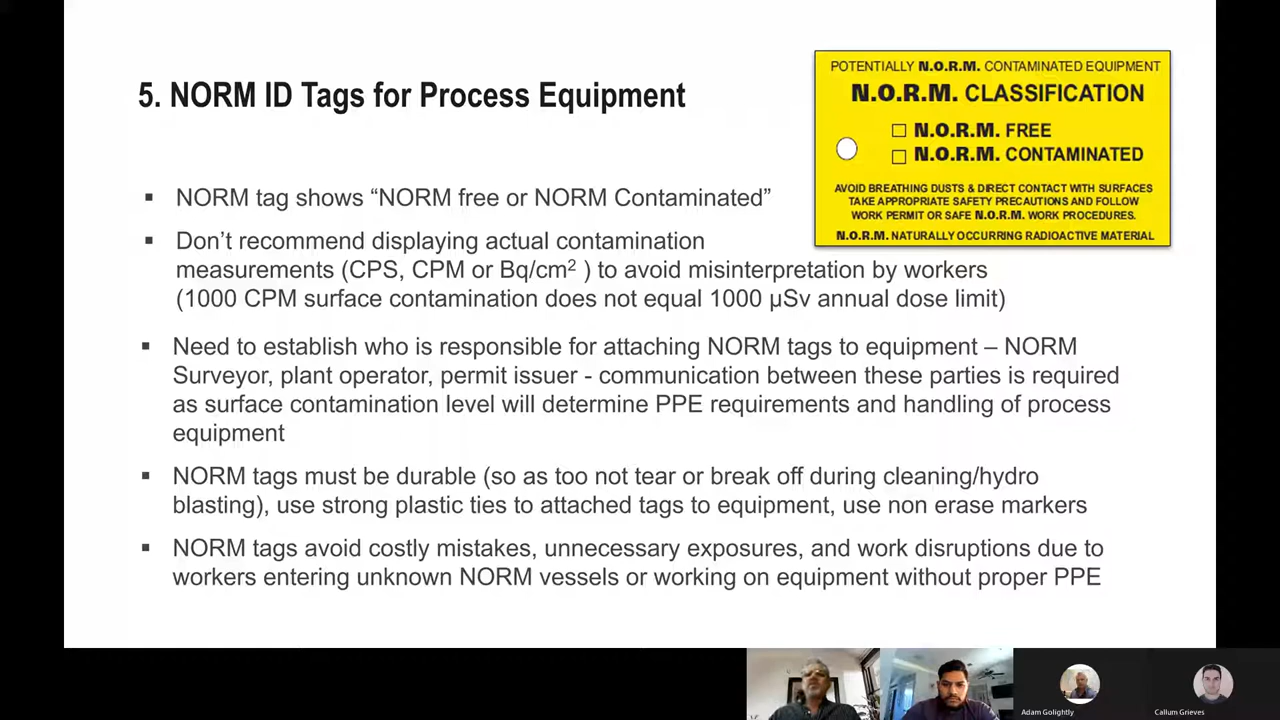 5. NORM ID Tags for Process Equipment
POTENTIALLY N.O.R.M. CONTAMINATED EQUIPMENT
N.O.R.M. CLASSIFICATION
☐ N.O.R.M. FREE
☐ N.O.R.M. CONTAMINATED
AVOID BREATHING DUSTS & DIRECT CONTACT WITH SURFACES
TAKE APPROPRIATE SAFETY PRECAUTIONS AND FOLLOW
WORK PERMIT OR SAFE N.O.R.M. WORK PROCEDURES.
N.O.R.M. NATURALLY OCCURRING RADIOACTIVE MATERIAL
▪ NORM tag shows “NORM free or NORM Contaminated”
▪ Don’t recommend displaying actual contamination
measurements (CPS, CPM or Bq/cm² ) to avoid misinterpretation by workers
(1000 CPM surface contamination does not equal 1000 µSv annual dose limit)
▪ Need to establish who is responsible for attaching NORM tags to equipment – NORM
Surveyor, plant operator, permit issuer - communication between these parties is required
as surface contamination level will determine PPE requirements and handling of process
equipment
▪ NORM tags must be durable (so as too not tear or break off during cleaning/hydro
blasting), use strong plastic ties to attached tags to equipment, use non erase markers
▪ NORM tags avoid costly mistakes, unnecessary exposures, and work disruptions due to
workers entering unknown NORM vessels or working on equipment without proper PPE
Adam Golightly
Callum Grieves